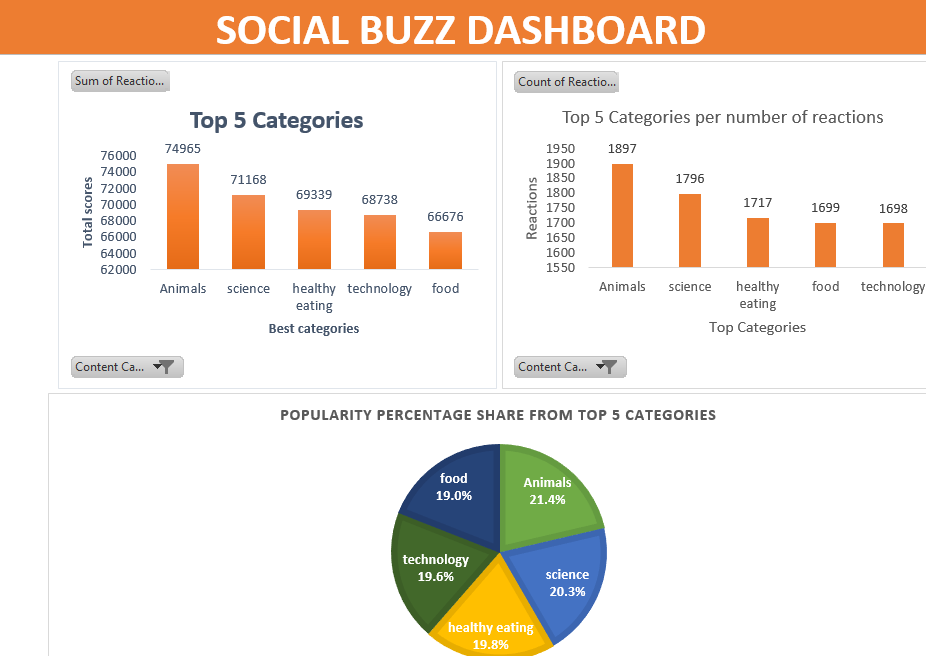 SOCIAL BUZZ DASHBOARD
Sum of Reactio...
Top 5 Categories
Total scores
76000
74000
72000
70000
68000
66000
64000
62000
74965
71168
69339
68738
66676
Animals
science
healthy
eating
technology
food
Best categories
Content Ca...
Count of Reactio...
Top 5 Categories per number of reactions
Reactions
1950
1900
1850
1800
1750
1700
1650
1600
1550
1897
1796
1717
1699
1698
Animals
science
healthy
eating
food
technology
Top Categories
Content Ca...
POPULARITY PERCENTAGE SHARE FROM TOP 5 CATEGORIES
food
19.0%
Animals
21.4%
technology
19.6%
science
20.3%
healthy eating
19.8%